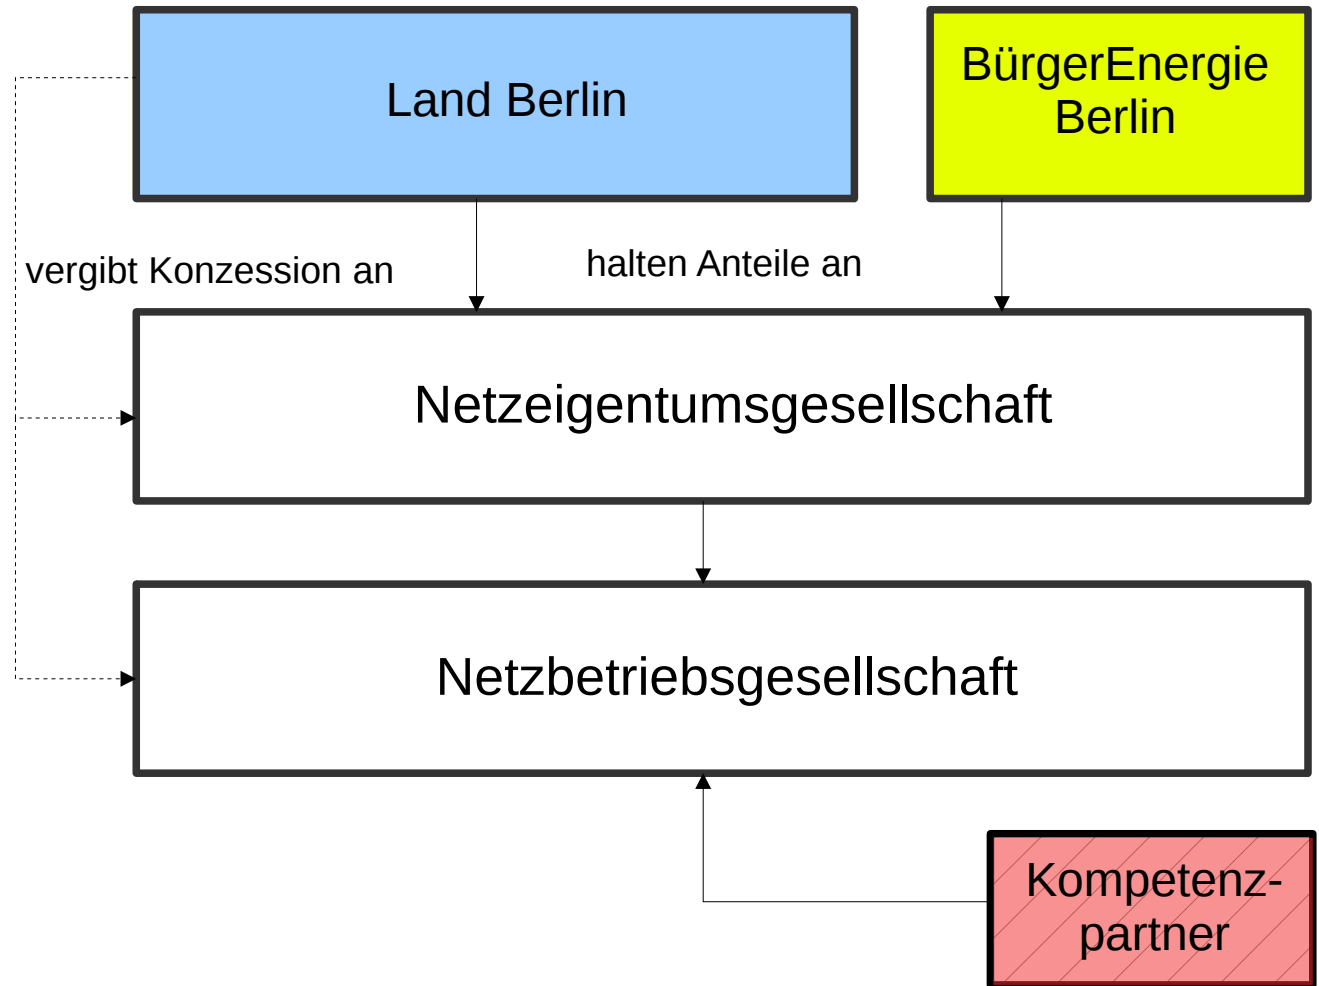 Land Berlin
BürgerEnergie
Berlin
vergibt Konzession an
halten Anteile an
Netzeigentumsgesellschaft
Netzbetriebsgesellschaft
Kompetenz-
partner